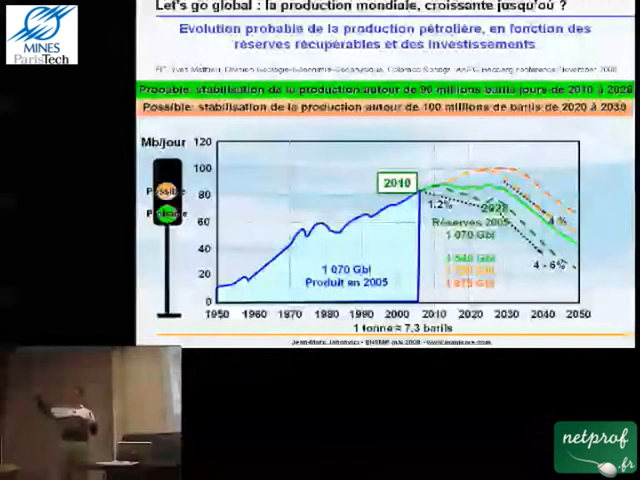 Let's go global : la production mondiale, croissante jusqu'où ?
MINES
ParisTech
Evolution probable de la production pétrolière, en fonction des
réserves récupérables et des investissements
Probable: stabilisation de la production autour de 90 millions barils jours de 2010 à 2028
Possible: stabilisation de la production autour de 100 millions de barils de 2020 à 2030
Mb/jour
120
100
80
60
40
20
0
Possible
Probable
2010
1.2%
2028
4 %
4 - 6%
Réserves 2005
1 070 Gbl
1 070 Gbl
Produit en 2005
1950 1960 1970 1980 1990 2000 2010 2020 2030 2040 2050
1 tonne = 7,3 barils
netprof
.fr